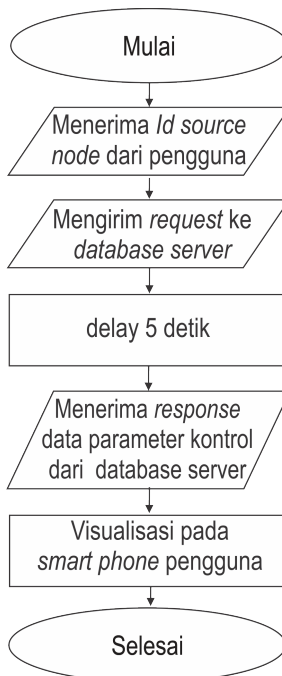 Mulai
Menerima Id source
node dari pengguna
Mengirim request ke
database server
delay 5 detik
Menerima response
data parameter kontrol
dari database server
Visualisasi pada
smart phone pengguna
Selesai